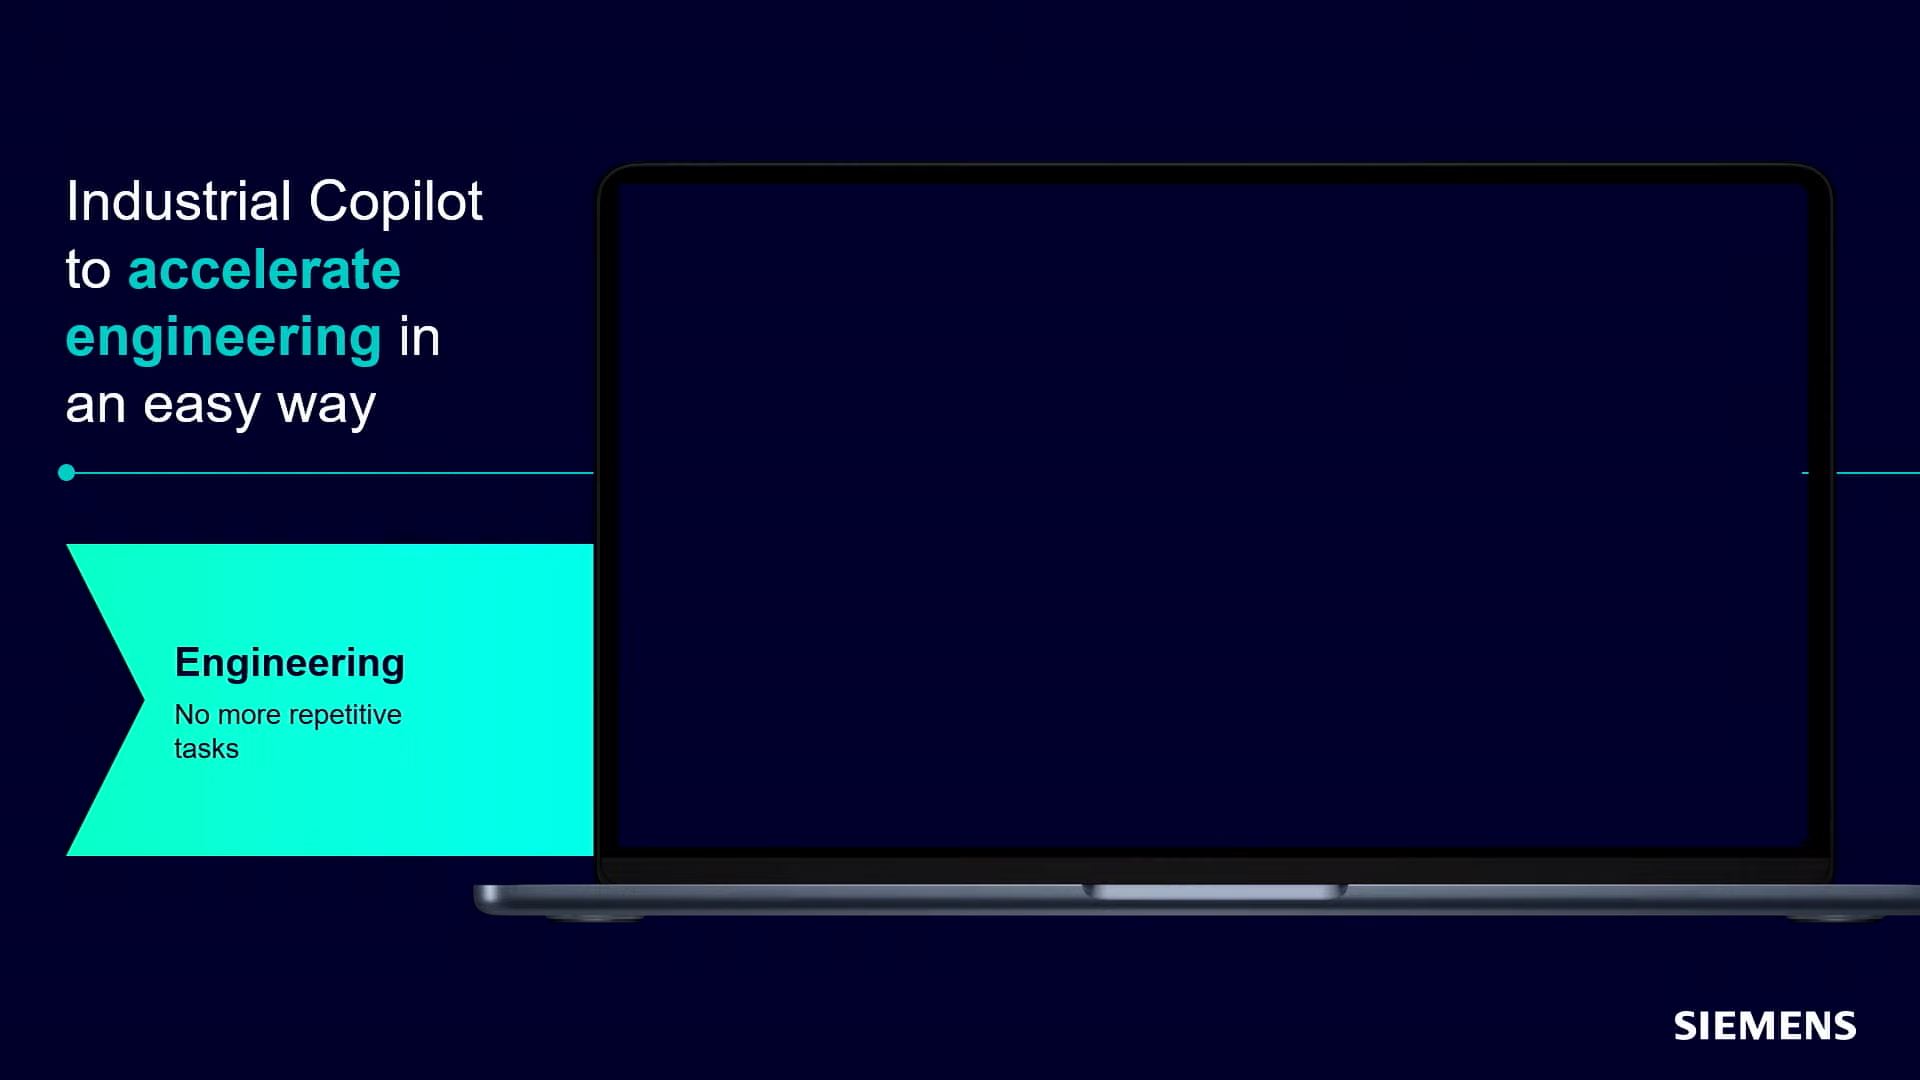 Industrial Copilot
to accelerate
engineering in
an easy way
Engineering
No more repetitive
tasks
SIEMENS